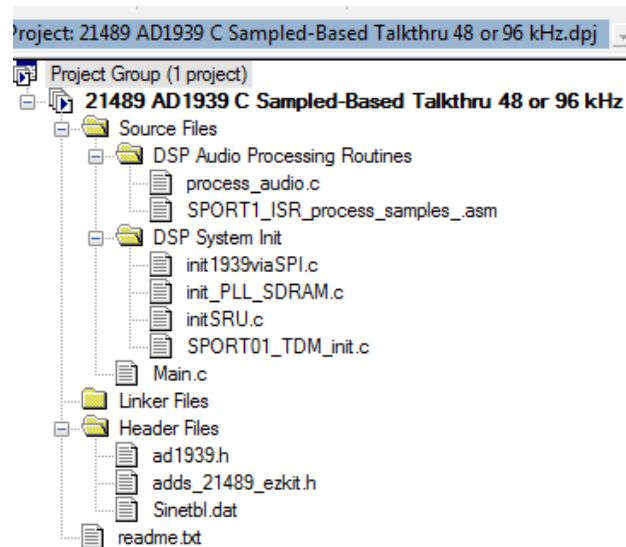 Project: 21489 AD1939 C Sampled-Based Talkthru 48 or 96 kHz.dpj
Project Group (1 project)
21489 AD1939 C Sampled-Based Talkthru 48 or 96 kHz
Source Files
DSP Audio Processing Routines
process_audio.c
SPORT1_ISR_process_samples_.asm
DSP System Init
init1939viaSPI.c
init_PLL_SDRAM.c
initSRU.c
SPORT01_TDM_init.c
Main.c
Linker Files
Header Files
ad1939.h
adds_21489_ezkit.h
Sinetbl.dat
readme.txt